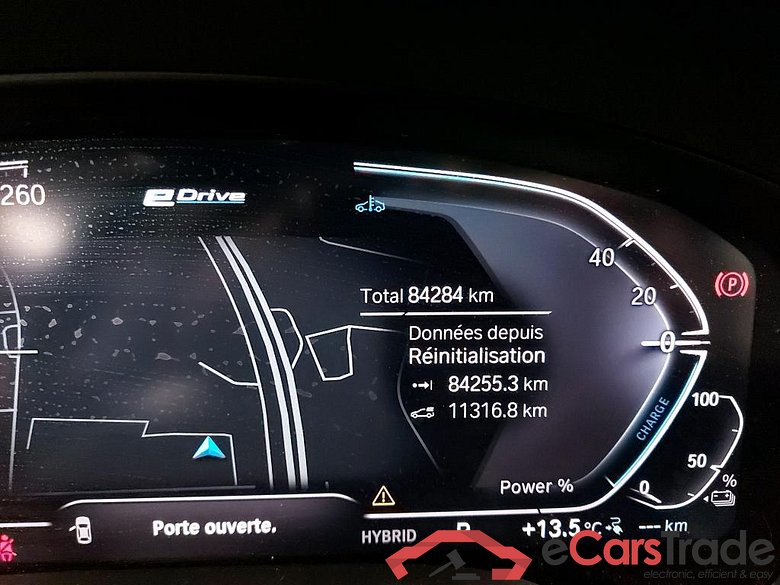 260
eDrive
40
20
0
Total 84284 km
Données depuis
Réinitialisation
84255.3 km
11316.8 km
CHARGE
100
50
%
0
Power %
Porte ouverte.
HYBRID P +13.5 °C --- km
P
eCarsTrade
electronic, efficient & easy